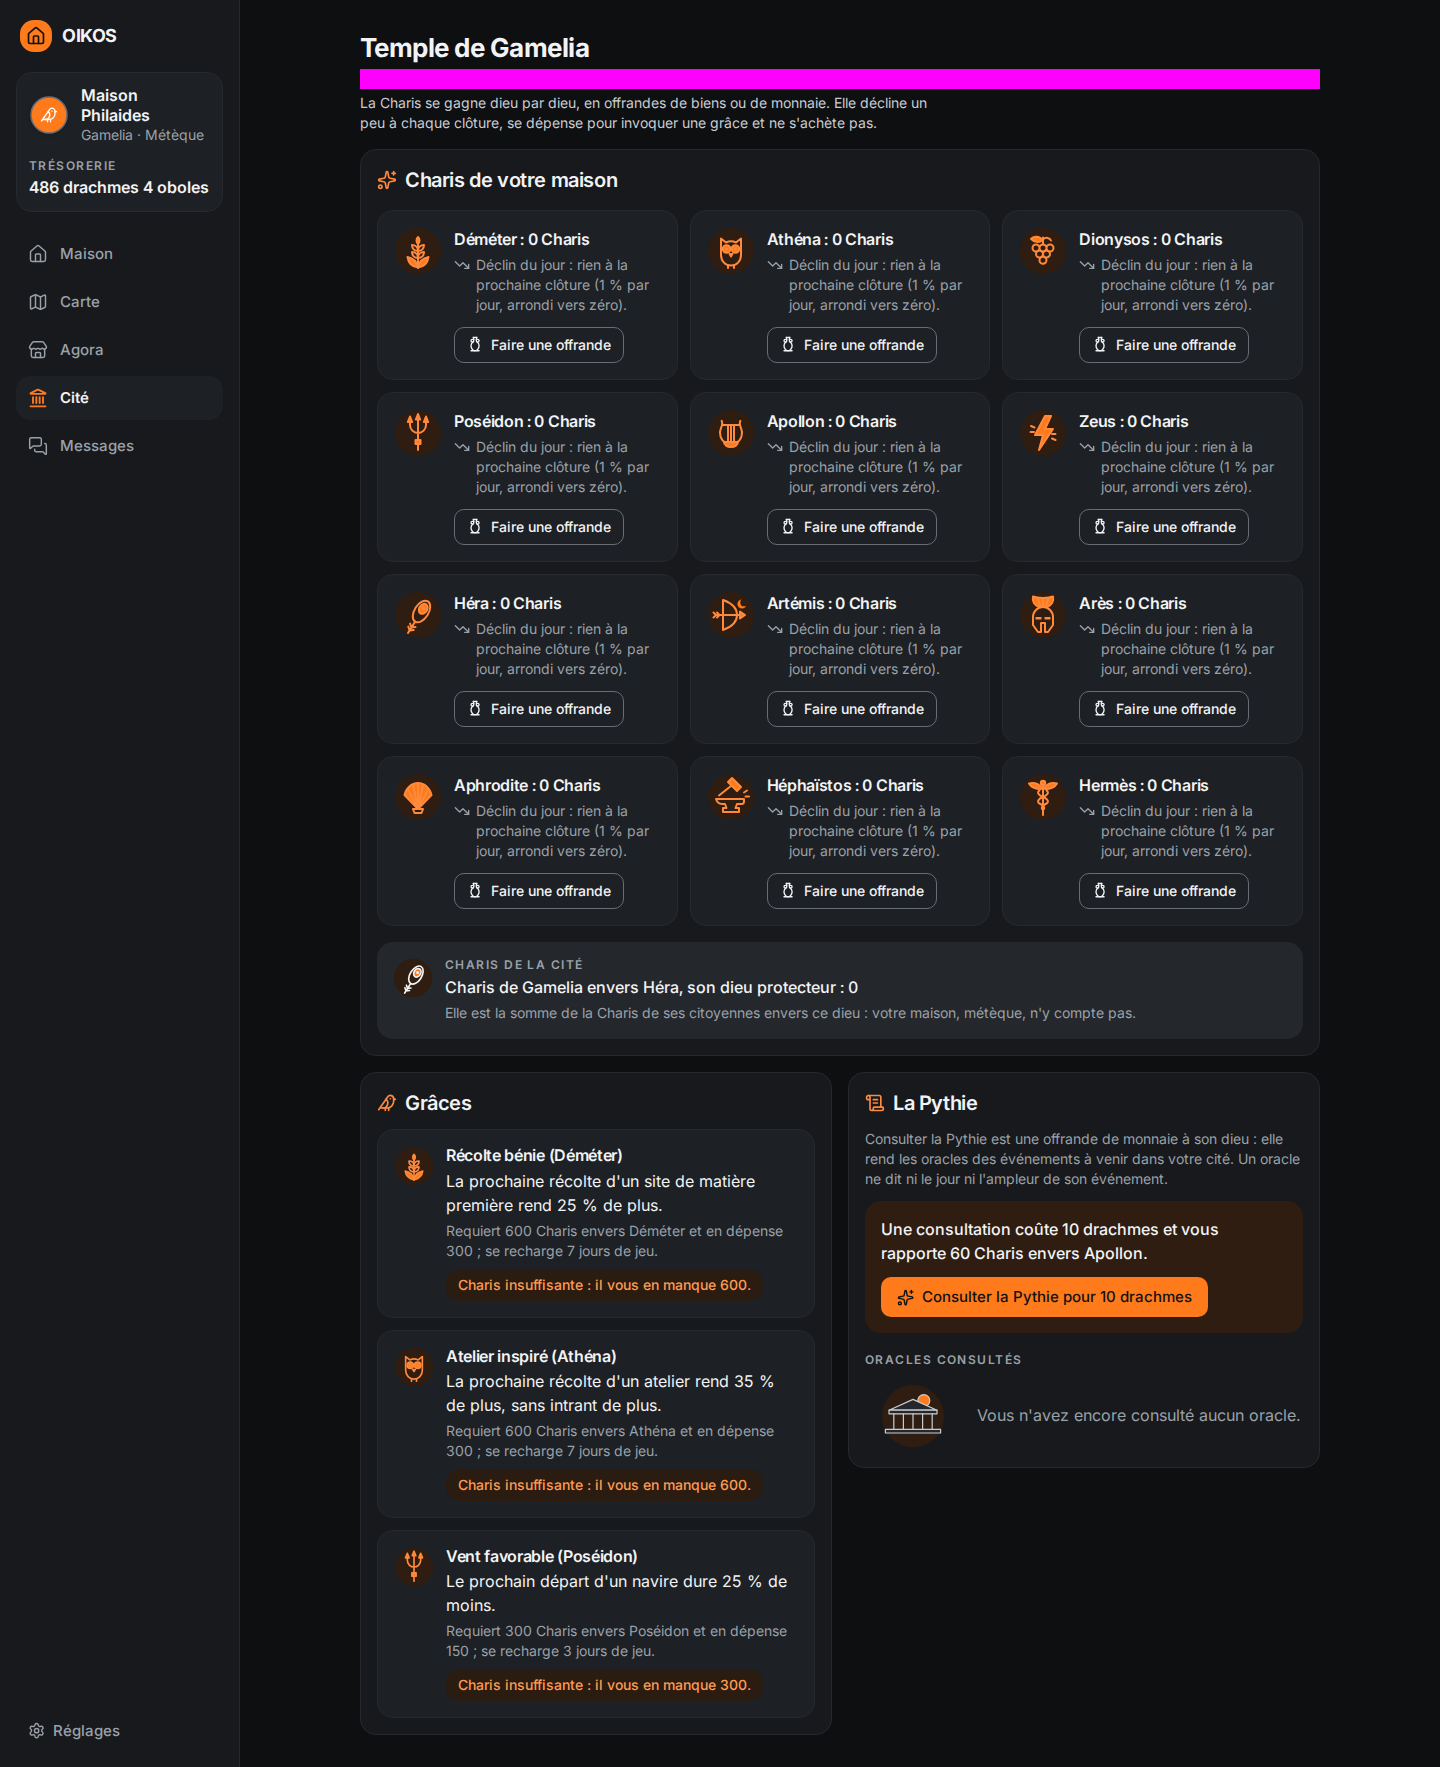 OIKOS
Maison
Philaides
Gamelia · Métèque
TRÉSORERIE
486 drachmes 4 oboles
Maison
Carte
Agora
Cité
Messages
Réglages
Temple de Gamelia
La Charis se gagne dieu par dieu, en offrandes de biens ou de monnaie. Elle décline un
peu à chaque clôture, se dépense pour invoquer une grâce et ne s'achète pas.
Charis de votre maison
Déméter : 0 Charis
Déclin du jour : rien à la
prochaine clôture (1 % par
jour, arrondi vers zéro).
Faire une offrande
Athéna : 0 Charis
Déclin du jour : rien à la
prochaine clôture (1 % par
jour, arrondi vers zéro).
Faire une offrande
Dionysos : 0 Charis
Déclin du jour : rien à la
prochaine clôture (1 % par
jour, arrondi vers zéro).
Faire une offrande
Poséidon : 0 Charis
Déclin du jour : rien à la
prochaine clôture (1 % par
jour, arrondi vers zéro).
Faire une offrande
Apollon : 0 Charis
Déclin du jour : rien à la
prochaine clôture (1 % par
jour, arrondi vers zéro).
Faire une offrande
Zeus : 0 Charis
Déclin du jour : rien à la
prochaine clôture (1 % par
jour, arrondi vers zéro).
Faire une offrande
Héra : 0 Charis
Déclin du jour : rien à la
prochaine clôture (1 % par
jour, arrondi vers zéro).
Faire une offrande
Artémis : 0 Charis
Déclin du jour : rien à la
prochaine clôture (1 % par
jour, arrondi vers zéro).
Faire une offrande
Arès : 0 Charis
Déclin du jour : rien à la
prochaine clôture (1 % par
jour, arrondi vers zéro).
Faire une offrande
Aphrodite : 0 Charis
Déclin du jour : rien à la
prochaine clôture (1 % par
jour, arrondi vers zéro).
Faire une offrande
Héphaïstos : 0 Charis
Déclin du jour : rien à la
prochaine clôture (1 % par
jour, arrondi vers zéro).
Faire une offrande
Hermès : 0 Charis
Déclin du jour : rien à la
prochaine clôture (1 % par
jour, arrondi vers zéro).
Faire une offrande
CHARIS DE LA CITÉ
Charis de Gamelia envers Héra, son dieu protecteur : 0
Elle est la somme de la Charis de ses citoyennes envers ce dieu : votre maison, métèque, n'y compte pas.
Grâces
Récolte bénie (Déméter)
La prochaine récolte d'un site de matière
première rend 25 % de plus.
Requiert 600 Charis envers Déméter et en dépense
300 ; se recharge 7 jours de jeu.
Charis insuffisante : il vous en manque 600.
Atelier inspiré (Athéna)
La prochaine récolte d'un atelier rend 35 %
de plus, sans intrant de plus.
Requiert 600 Charis envers Athéna et en dépense
300 ; se recharge 7 jours de jeu.
Charis insuffisante : il vous en manque 600.
Vent favorable (Poséidon)
Le prochain départ d'un navire dure 25 % de
moins.
Requiert 300 Charis envers Poséidon et en dépense
150 ; se recharge 3 jours de jeu.
Charis insuffisante : il vous en manque 300.
La Pythie
Consulter la Pythie est une offrande de monnaie à son dieu : elle
rend les oracles des événements à venir dans votre cité. Un oracle
ne dit ni le jour ni l'ampleur de son événement.
Une consultation coûte 10 drachmes et vous
rapporte 60 Charis envers Apollon.
Consulter la Pythie pour 10 drachmes
ORACLES CONSULTÉS
Vous n'avez encore consulté aucun oracle.